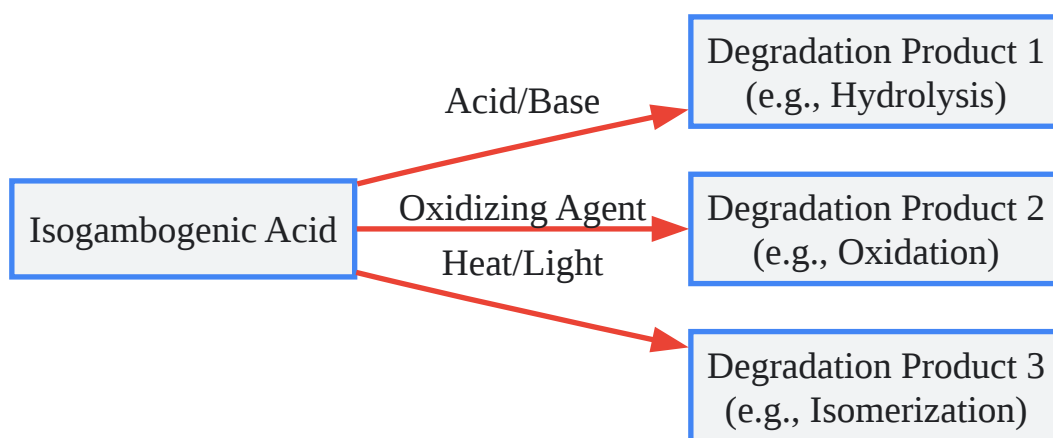 Isogambogenic Acid
Acid/Base
Oxidizing Agent
Heat/Light
Degradation Product 1
(e.g., Hydrolysis)
Degradation Product 2
(e.g., Oxidation)
Degradation Product 3
(e.g., Isomerization)